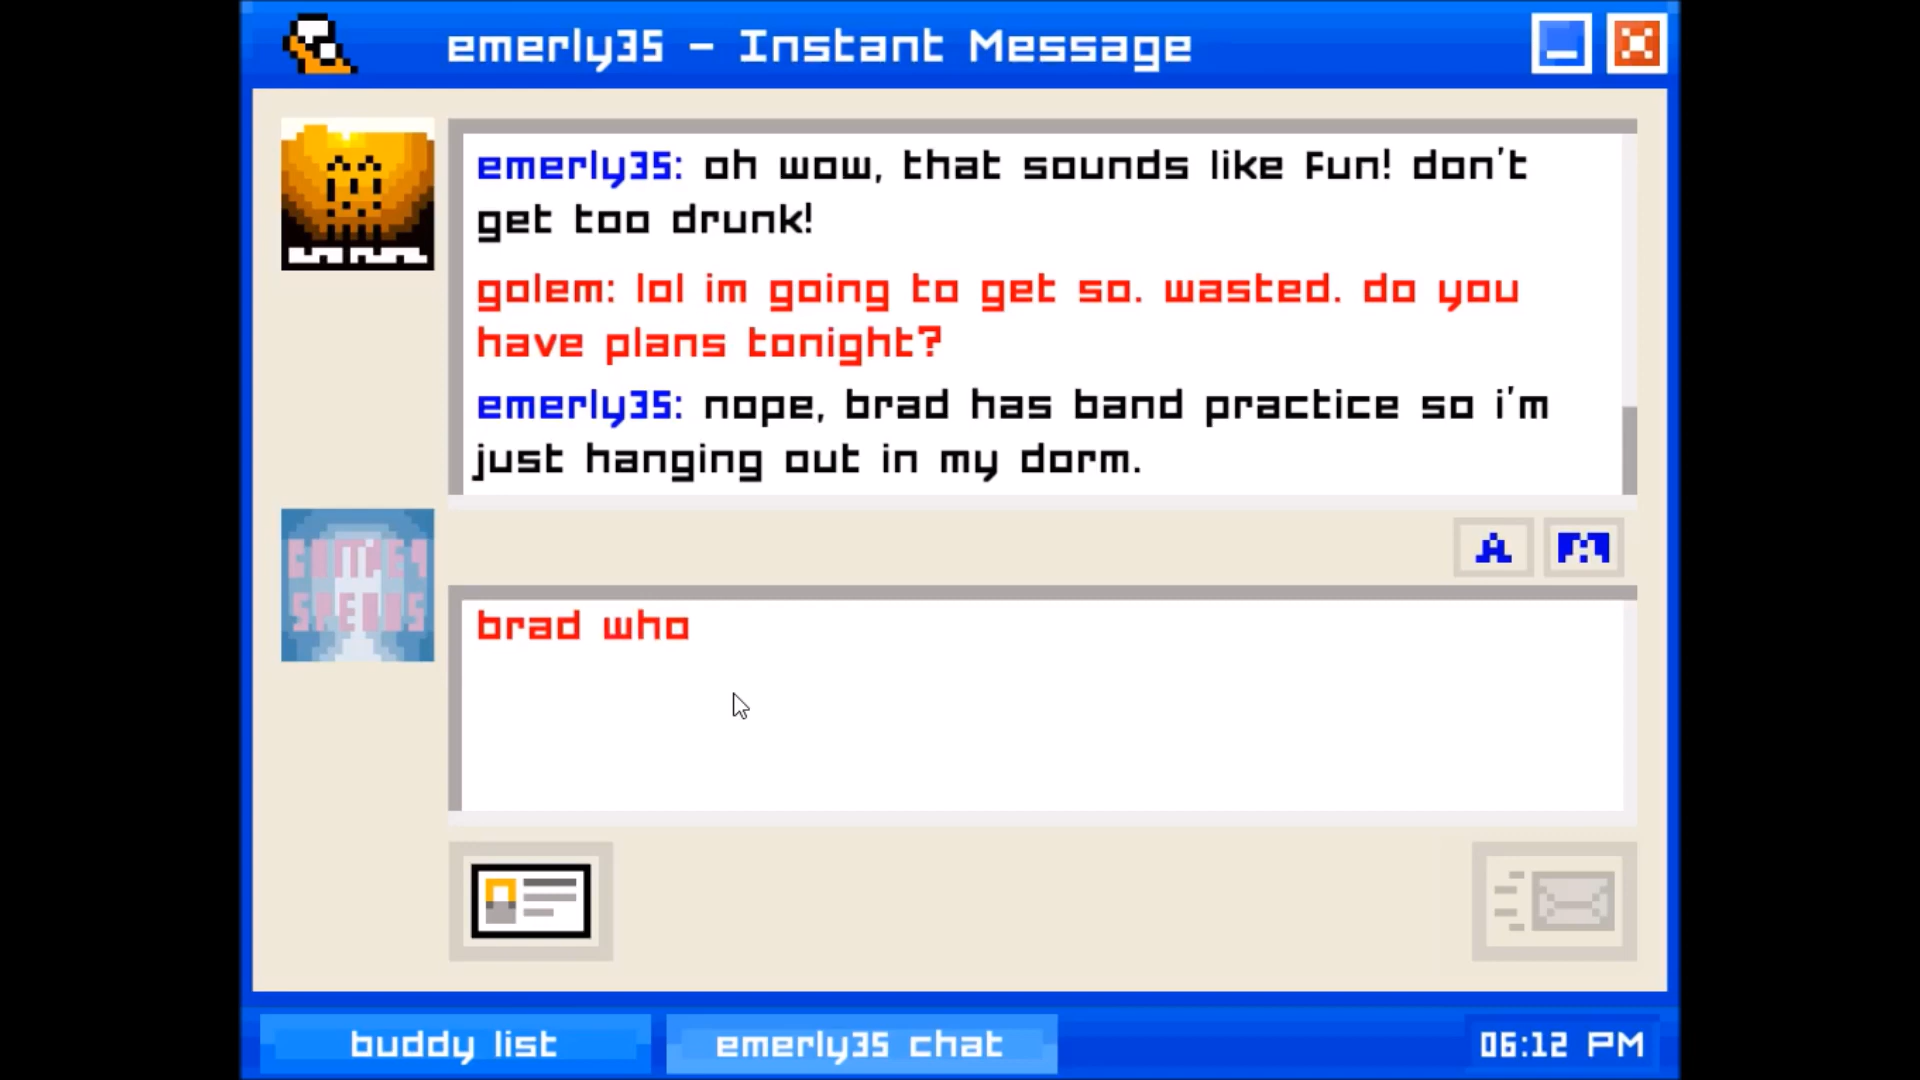 emerly35 - Instant Message
emerly35: oh wow, that sounds like fun! don't
get too drunk!
golem: lol im going to get so. wasted. do you
have plans tonight?
emerly35: nope, brad has band practice so i'm
just hanging out in my dorm.
A M
brad who
buddy list
emerly35 chat
06:12 PM